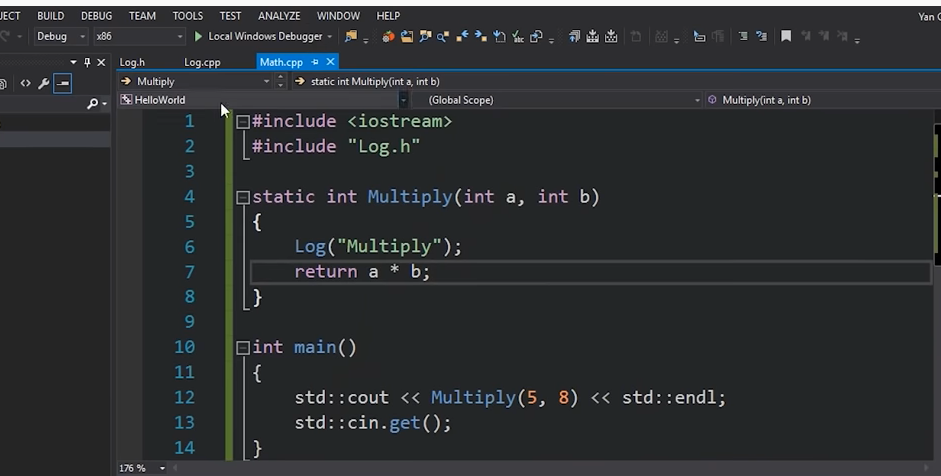 JECT BUILD DEBUG TEAM TOOLS TEST ANALYZE WINDOW HELP
Yan
Debug x86 Local Windows Debugger
Log.h Log.cpp Math.cpp
Multiply static int Multiply(int a, int b)
HelloWorld (Global Scope) Multiply(int a, int b)
1 #include <iostream>
2 #include "Log.h"
3
4 static int Multiply(int a, int b)
5 {
6 Log("Multiply");
7 return a * b;
8 }
9
10 int main()
11 {
12 std::cout << Multiply(5, 8) << std::endl;
13 std::cin.get();
14 }
176 %